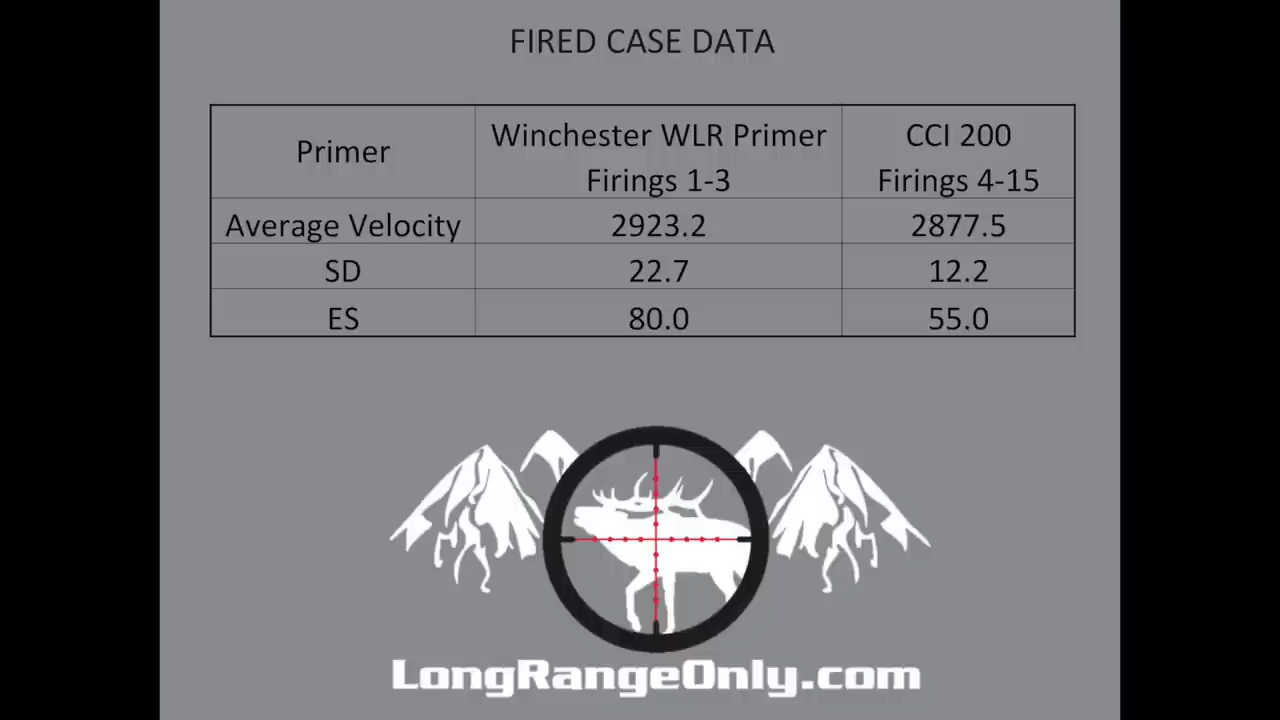 FIRED CASE DATA
Primer
Winchester WLR Primer
Firings 1-3
CCI 200
Firings 4-15
Average Velocity 2923.2 2877.5
SD 22.7 12.2
ES 80.0 55.0
LongRangeOnly.com